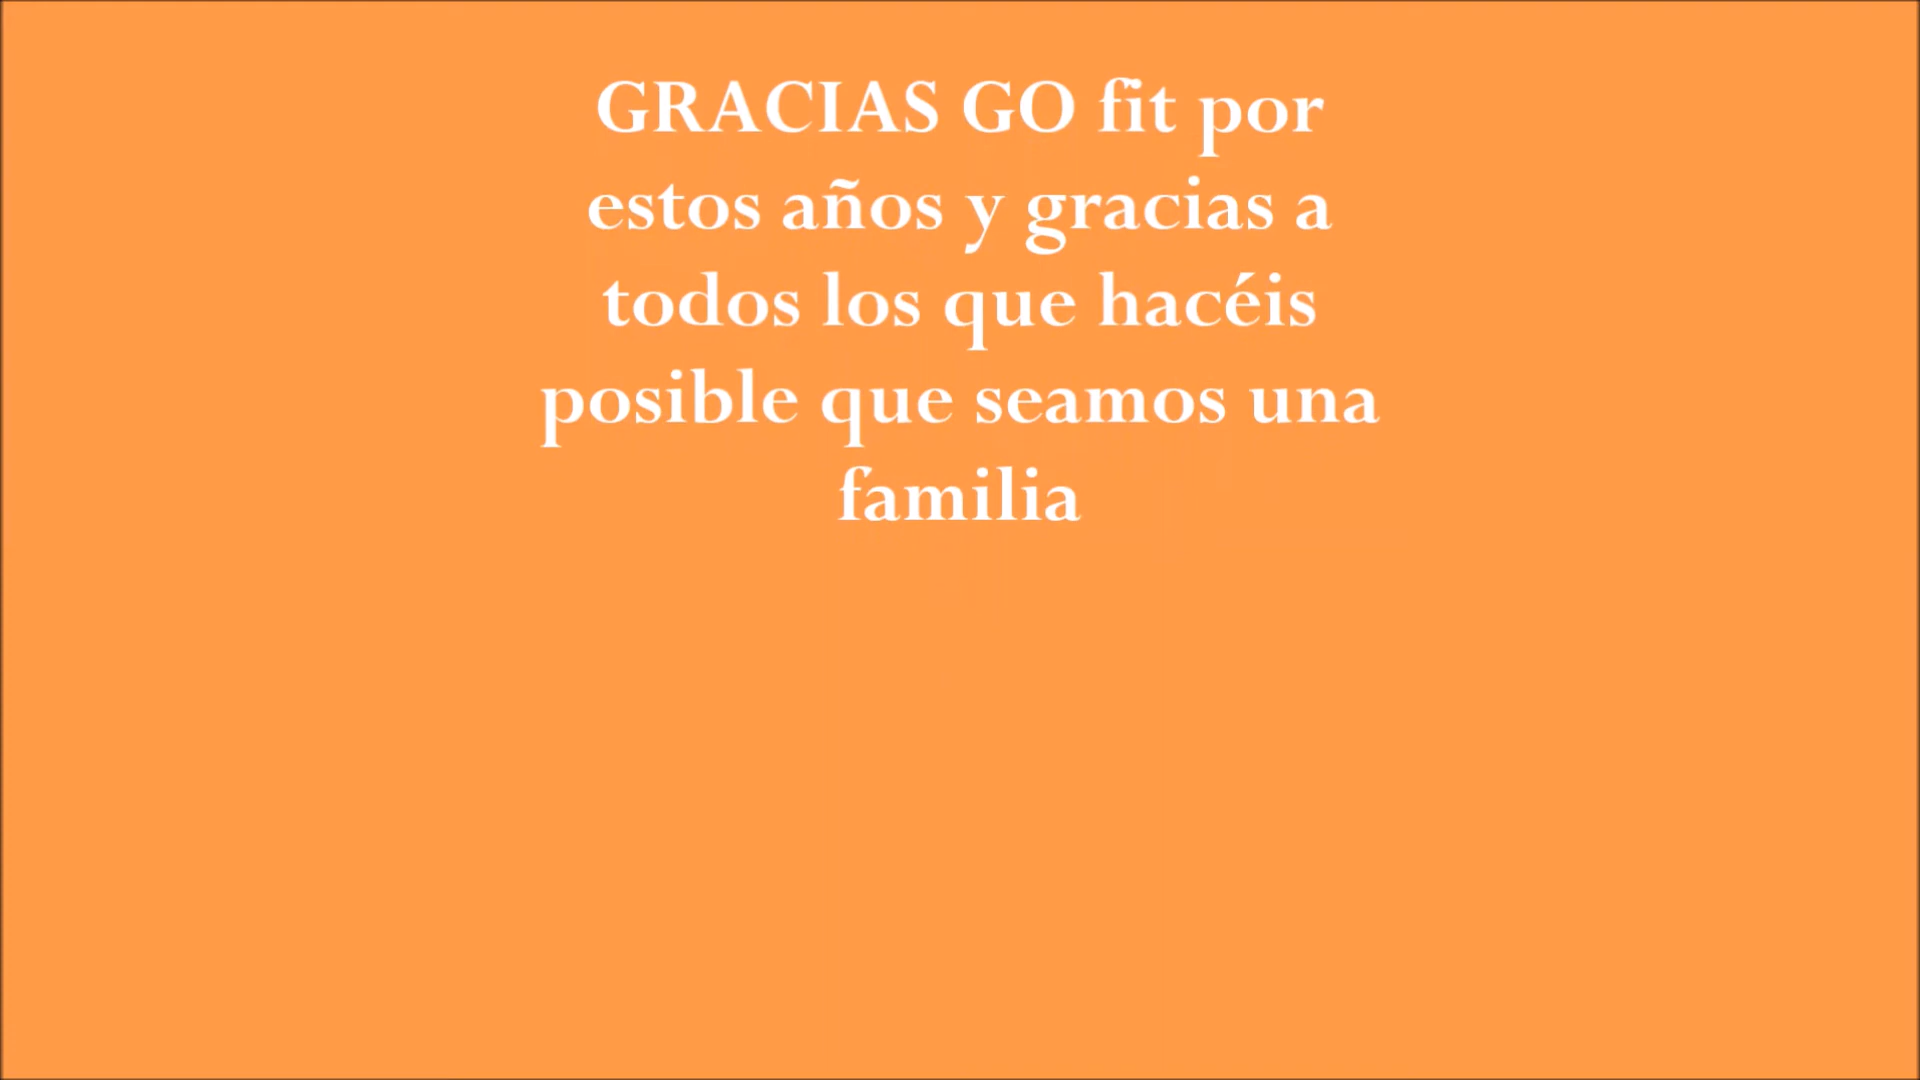 GRACIAS GO fit por
estos años y gracias a
todos los que hacéis
posible que seamos una
familia